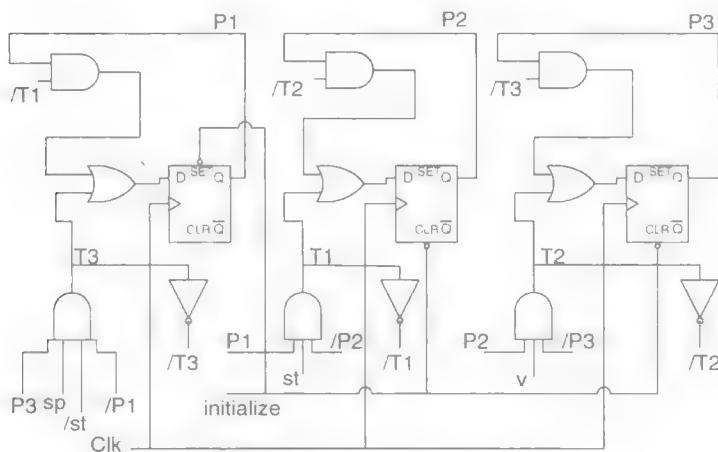 P1 P2 P3
/T1 /T2 /T3
D SET Q D SET Q D SET Q
CLR Q CLR Q CLR Q
T3 T1 T2
P1 /P2 P2 /P3
/T3 /T1 /T2
P3 sp /P1 st v
/st initialize
Clk